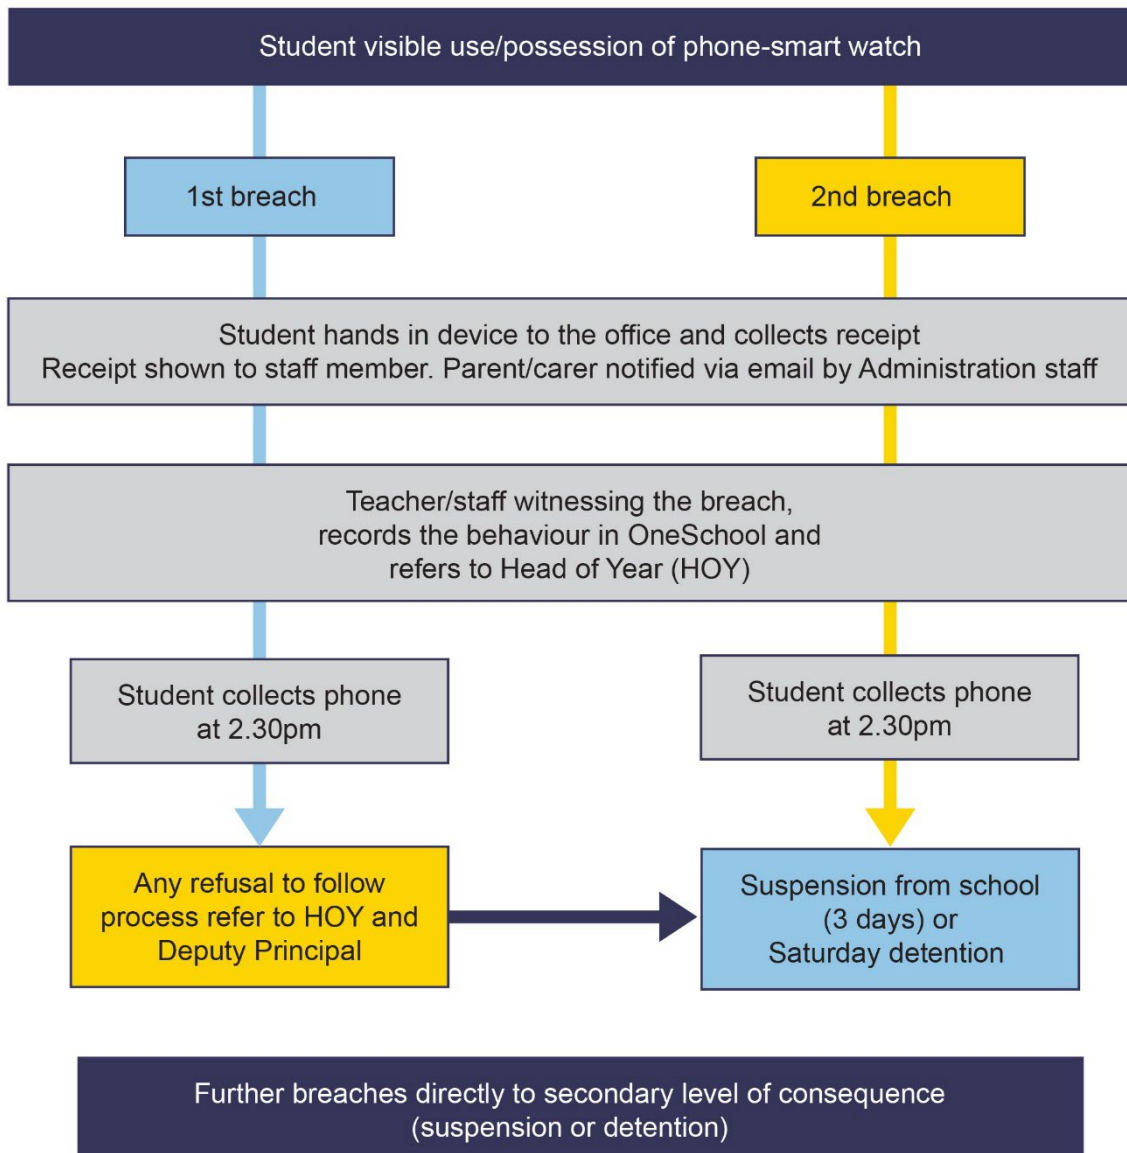 Student visible use/possession of phone-smart watch
1st breach
2nd breach
Student hands in device to the office and collects receipt
Receipt shown to staff member. Parent/carer notified via email by Administration staff
Teacher/staff witnessing the breach,
records the behaviour in OneSchool and
refers to Head of Year (HOY)
Student collects phone
at 2.30pm
Student collects phone
at 2.30pm
Any refusal to follow
process refer to HOY and
Deputy Principal
Suspension from school
(3 days) or
Saturday detention
Further breaches directly to secondary level of consequence
(suspension or detention)